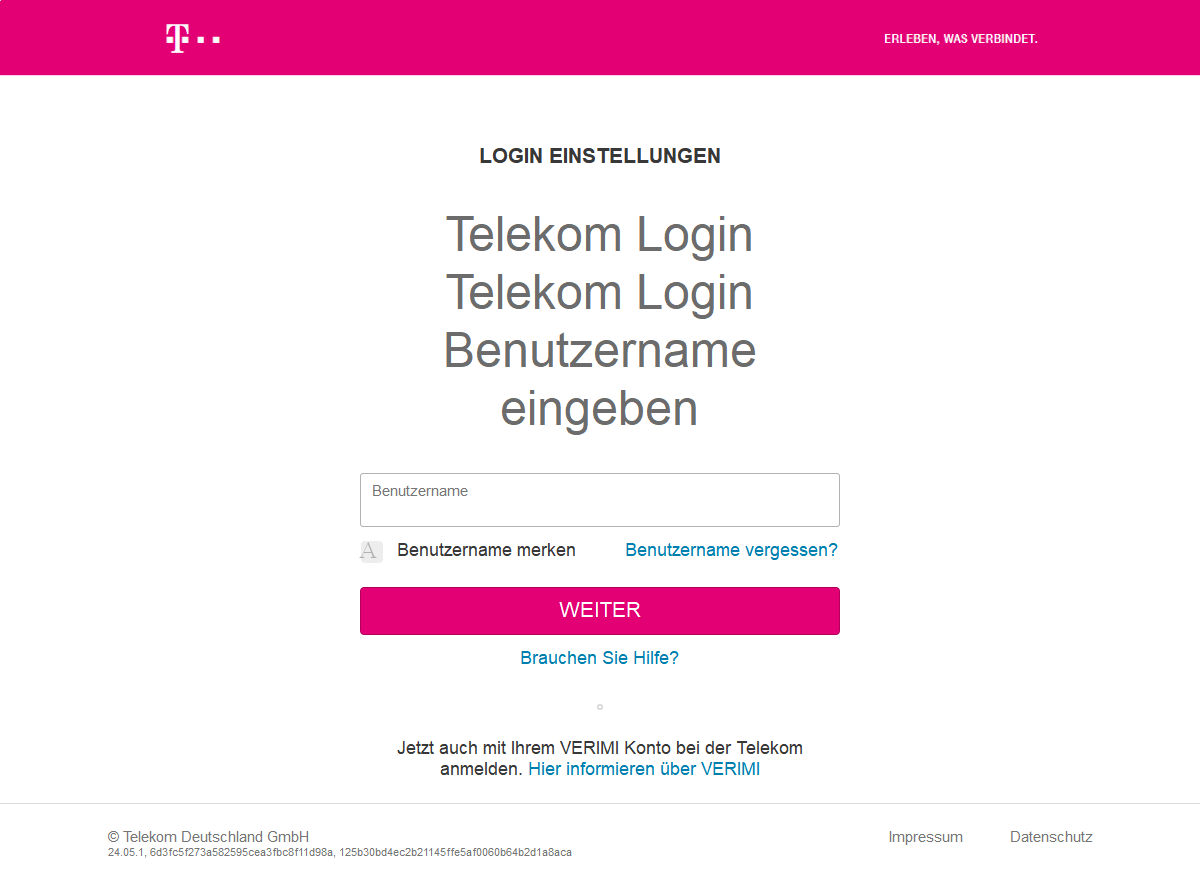 T
ERLEBEN, WAS VERBINDET.
LOGIN EINSTELLUNGEN
Telekom Login
Telekom Login
Benutzername
eingeben
Benutzername
A Benutzername merken Benutzername vergessen?
WEITER
Brauchen Sie Hilfe?
Jetzt auch mit Ihrem VERIMI Konto bei der Telekom
anmelden. Hier informieren über VERIMI
© Telekom Deutschland GmbH
24.05.1, 6d3fc5f273a582595cea3fbc8f11d98a, 125b30bd4ec2b21145ffe5af0060b64b2d1a8aca
Impressum Datenschutz